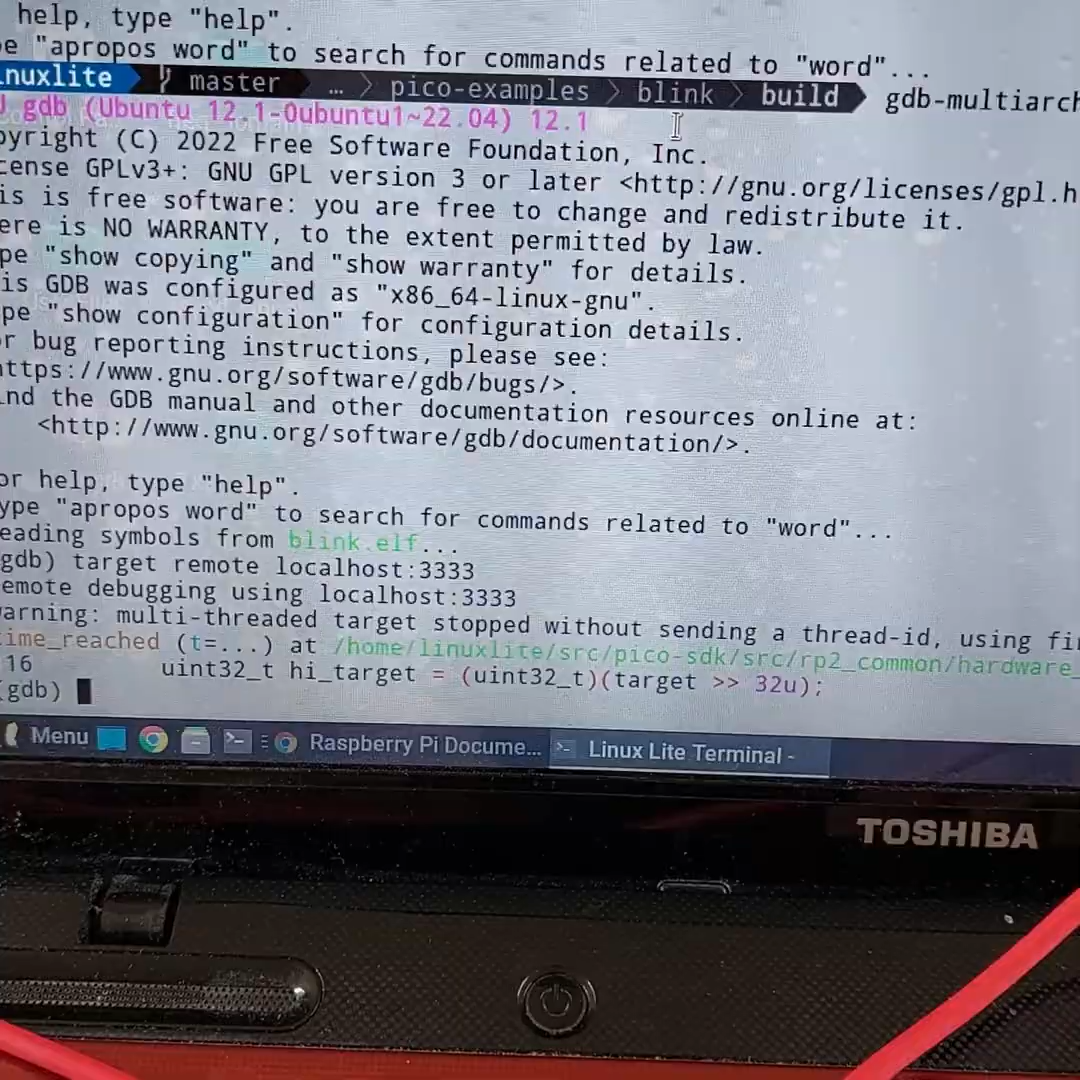 help, type "help".
e "apropos word" to search for commands related to "word"...
nuxlite master … pico-examples blink build gdb-multiarch
J gdb (Ubuntu 12.1-0ubuntu1~22.04) 12.1
pyright (C) 2022 Free Software Foundation, Inc.
cense GPLv3+: GNU GPL version 3 or later <http://gnu.org/licenses/gpl.h
is is free software: you are free to change and redistribute it.
ere is NO WARRANTY, to the extent permitted by law.
pe "show copying" and "show warranty" for details.
is GDB was configured as "x86_64-linux-gnu".
pe "show configuration" for configuration details.
r bug reporting instructions, please see:
ttps://www.gnu.org/software/gdb/bugs/>.
ind the GDB manual and other documentation resources online at:
<http://www.gnu.org/software/gdb/documentation/>.
or help, type "help".
ype "apropos word" to search for commands related to "word"...
eading symbols from blink.elf...
gdb) target remote localhost:3333
emote debugging using localhost:3333
warning: multi-threaded target stopped without sending a thread-id, using fir
time_reached (t=...) at /home/linuxlite/src/pico-sdk/src/rp2_common/hardware_
16 uint32_t hi_target = (uint32_t)(target >> 32u);
(gdb)
Menu Raspberry Pi Docume... Linux Lite Terminal -
TOSHIBA